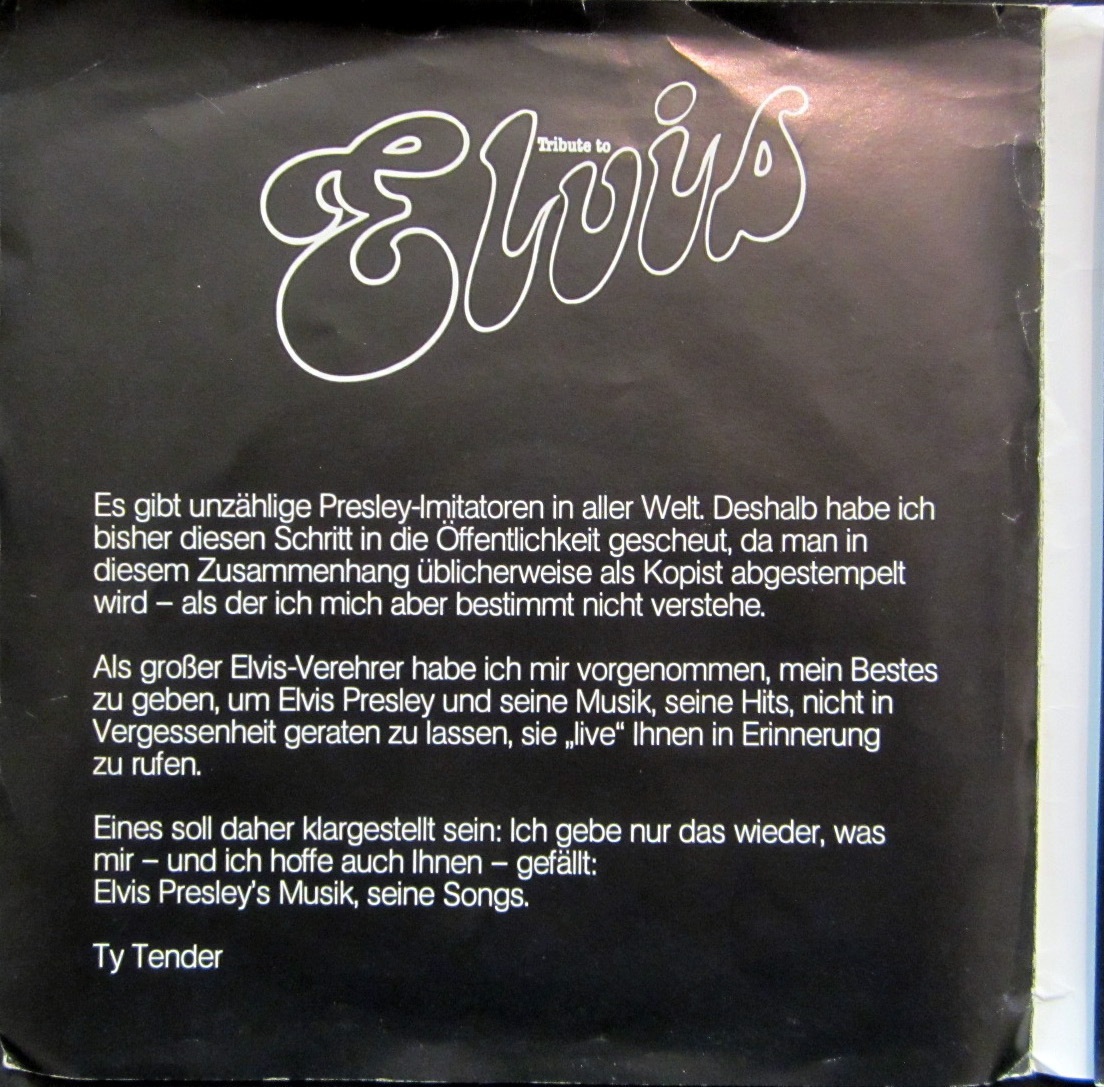 Tribute to
Elvis
Es gibt unzählige Presley-Imitatoren in aller Welt. Deshalb habe ich
bisher diesen Schritt in die Öffentlichkeit gescheut, da man in
diesem Zusammenhang üblicherweise als Kopist abgestempelt
wird – als der ich mich aber bestimmt nicht verstehe.
Als großer Elvis-Verehrer habe ich mir vorgenommen, mein Bestes
zu geben, um Elvis Presley und seine Musik, seine Hits, nicht in
Vergessenheit geraten zu lassen, sie „live“ Ihnen in Erinnerung
zu rufen.
Eines soll daher klargestellt sein: Ich gebe nur das wieder, was
mir – und ich hoffe auch Ihnen – gefällt:
Elvis Presley's Musik, seine Songs.
Ty Tender